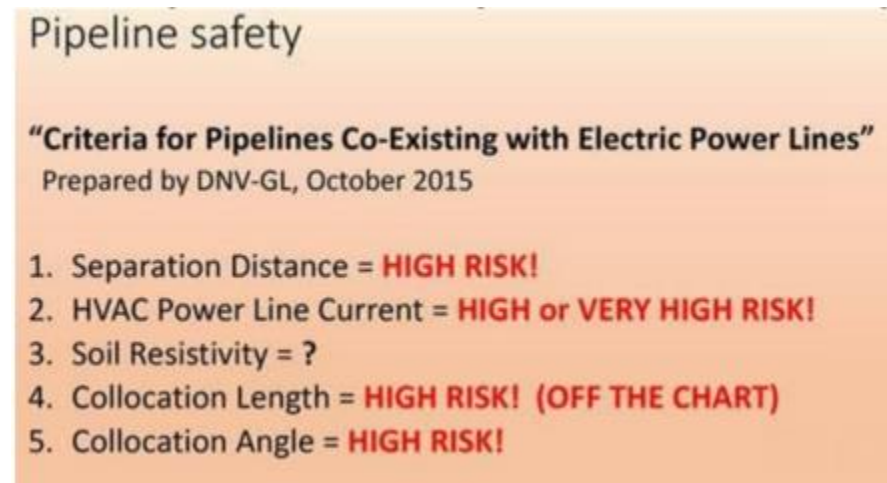 Pipeline safety
“Criteria for Pipelines Co-Existing with Electric Power Lines”
Prepared by DNV-GL, October 2015
1. Separation Distance = HIGH RISK!
2. HVAC Power Line Current = HIGH or VERY HIGH RISK!
3. Soil Resistivity = ?
4. Collocation Length = HIGH RISK! (OFF THE CHART)
5. Collocation Angle = HIGH RISK!